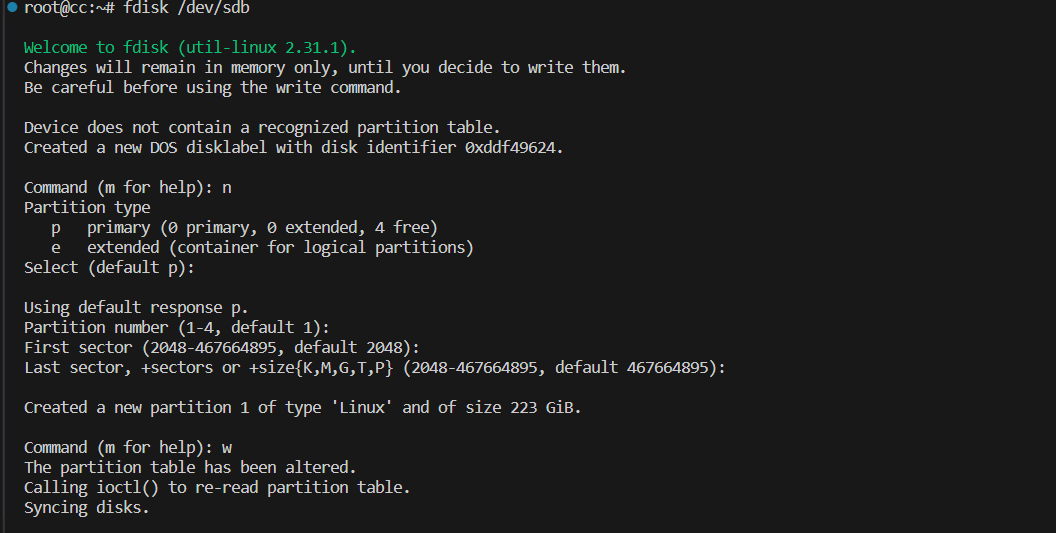 root@cc:~# fdisk /dev/sdb
Welcome to fdisk (util-linux 2.31.1).
Changes will remain in memory only, until you decide to write them.
Be careful before using the write command.
Device does not contain a recognized partition table.
Created a new DOS disklabel with disk identifier 0xddf49624.
Command (m for help): n
Partition type
   p   primary (0 primary, 0 extended, 4 free)
   e   extended (container for logical partitions)
Select (default p):
Using default response p.
Partition number (1-4, default 1):
First sector (2048-467664895, default 2048):
Last sector, +sectors or +size{K,M,G,T,P} (2048-467664895, default 467664895):
Created a new partition 1 of type 'Linux' and of size 223 GiB.
Command (m for help): w
The partition table has been altered.
Calling ioctl() to re-read partition table.
Syncing disks.